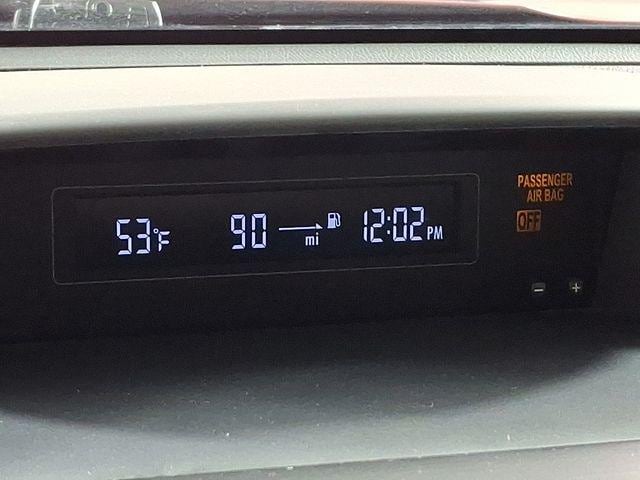 53°F 90 mi 12:02 PM
PASSENGER
AIR BAG
OFF
- +